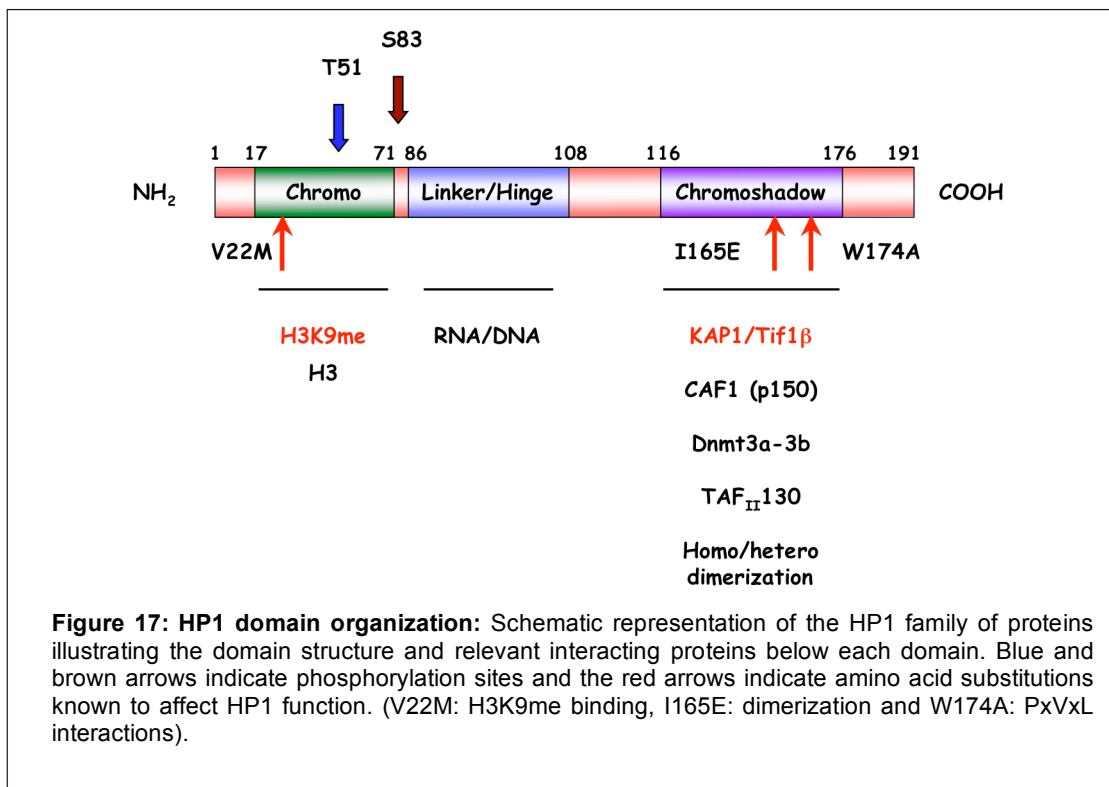 S83
T51
1 17 71 86 108 116 176 191
NH2 Chromo Linker/Hinge Chromoshadow COOH
V22M I165E W174A
H3K9me RNA/DNA KAP1/Tif1β
H3
CAF1 (p150)
Dnmt3a-3b
TAFII130
Homo/hetero
dimerization
Figure 17: HP1 domain organization: Schematic representation of the HP1 family of proteins
illustrating the domain structure and relevant interacting proteins below each domain. Blue and
brown arrows indicate phosphorylation sites and the red arrows indicate amino acid substitutions
known to affect HP1 function. (V22M: H3K9me binding, I165E: dimerization and W174A: PxVxL
interactions).